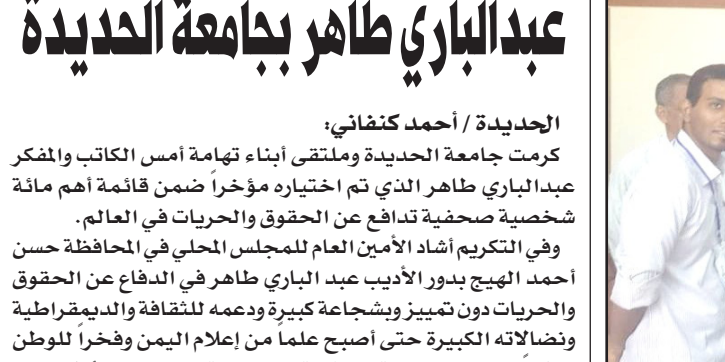 عبدالباري طاهر بجامعة الحديدة
الحديدة / أحمد كنفاني:
كرمت جامعة الحديدة وملتقى أبناء تهامة أمس الكاتب والمفكر
عبدالباري طاهر الذي تم اختياره مؤخراً ضمن قائمة أهم مائة
شخصية صحفية تدافع عن الحقوق والحريات في العالم.
وفي التكريم أشاد الأمين العام للمجلس المحلي في المحافظة حسن
أحمد الهيج بدور الأديب عبد الباري طاهر في الدفاع عن الحقوق
والحريات دون تمييز وبشجاعة كبيرة ودعمه للثقافة والديمقراطية
ونضالاته الكبيرة حتى أصبح علماً من إعلام اليمن وفخراً للوطن